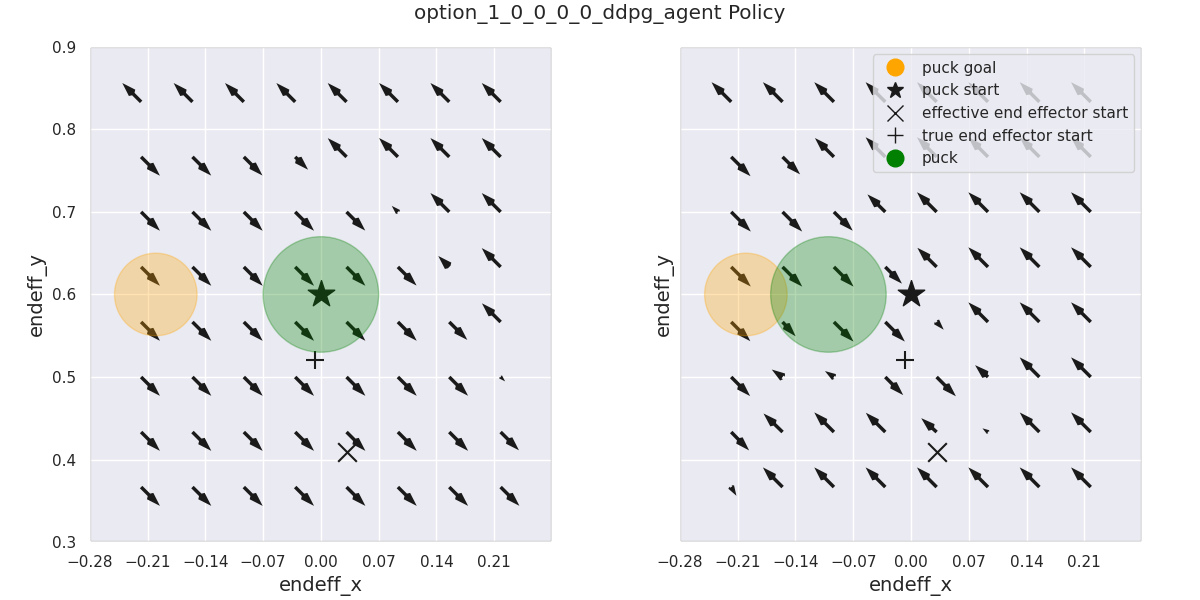 option_1_0_0_0_0_ddpg_agent Policy
endeff_y
0.9
0.8
0.7
0.6
0.5
0.4
0.3
−0.28 −0.21 −0.14 −0.07 0.00 0.07 0.14 0.21
endeff_x
puck goal
puck start
effective end effector start
true end effector start
puck
endeff_y
−0.28 −0.21 −0.14 −0.07 0.00 0.07 0.14 0.21
endeff_x